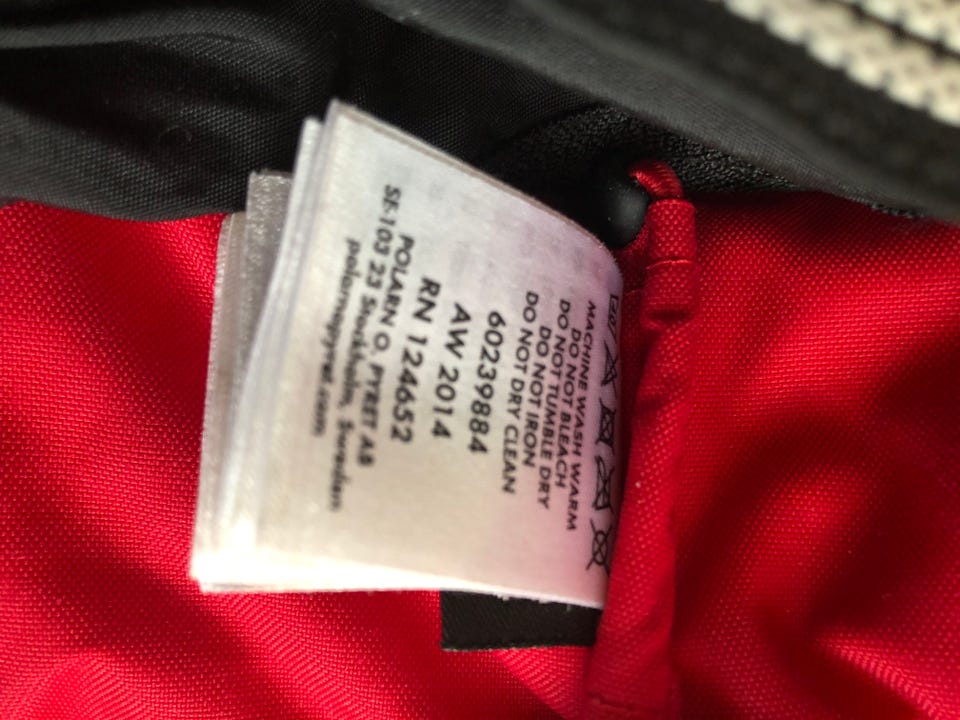 MACHINE WASH WARM
DO NOT BLEACH
DO NOT TUMBLE DRY
DO NOT IRON
DO NOT DRY CLEAN
60239884
AW 2014
RN 124652
POLARN O. PYRET AB
SE-103 23 Stockholm, Sweden
polarnopyret.com